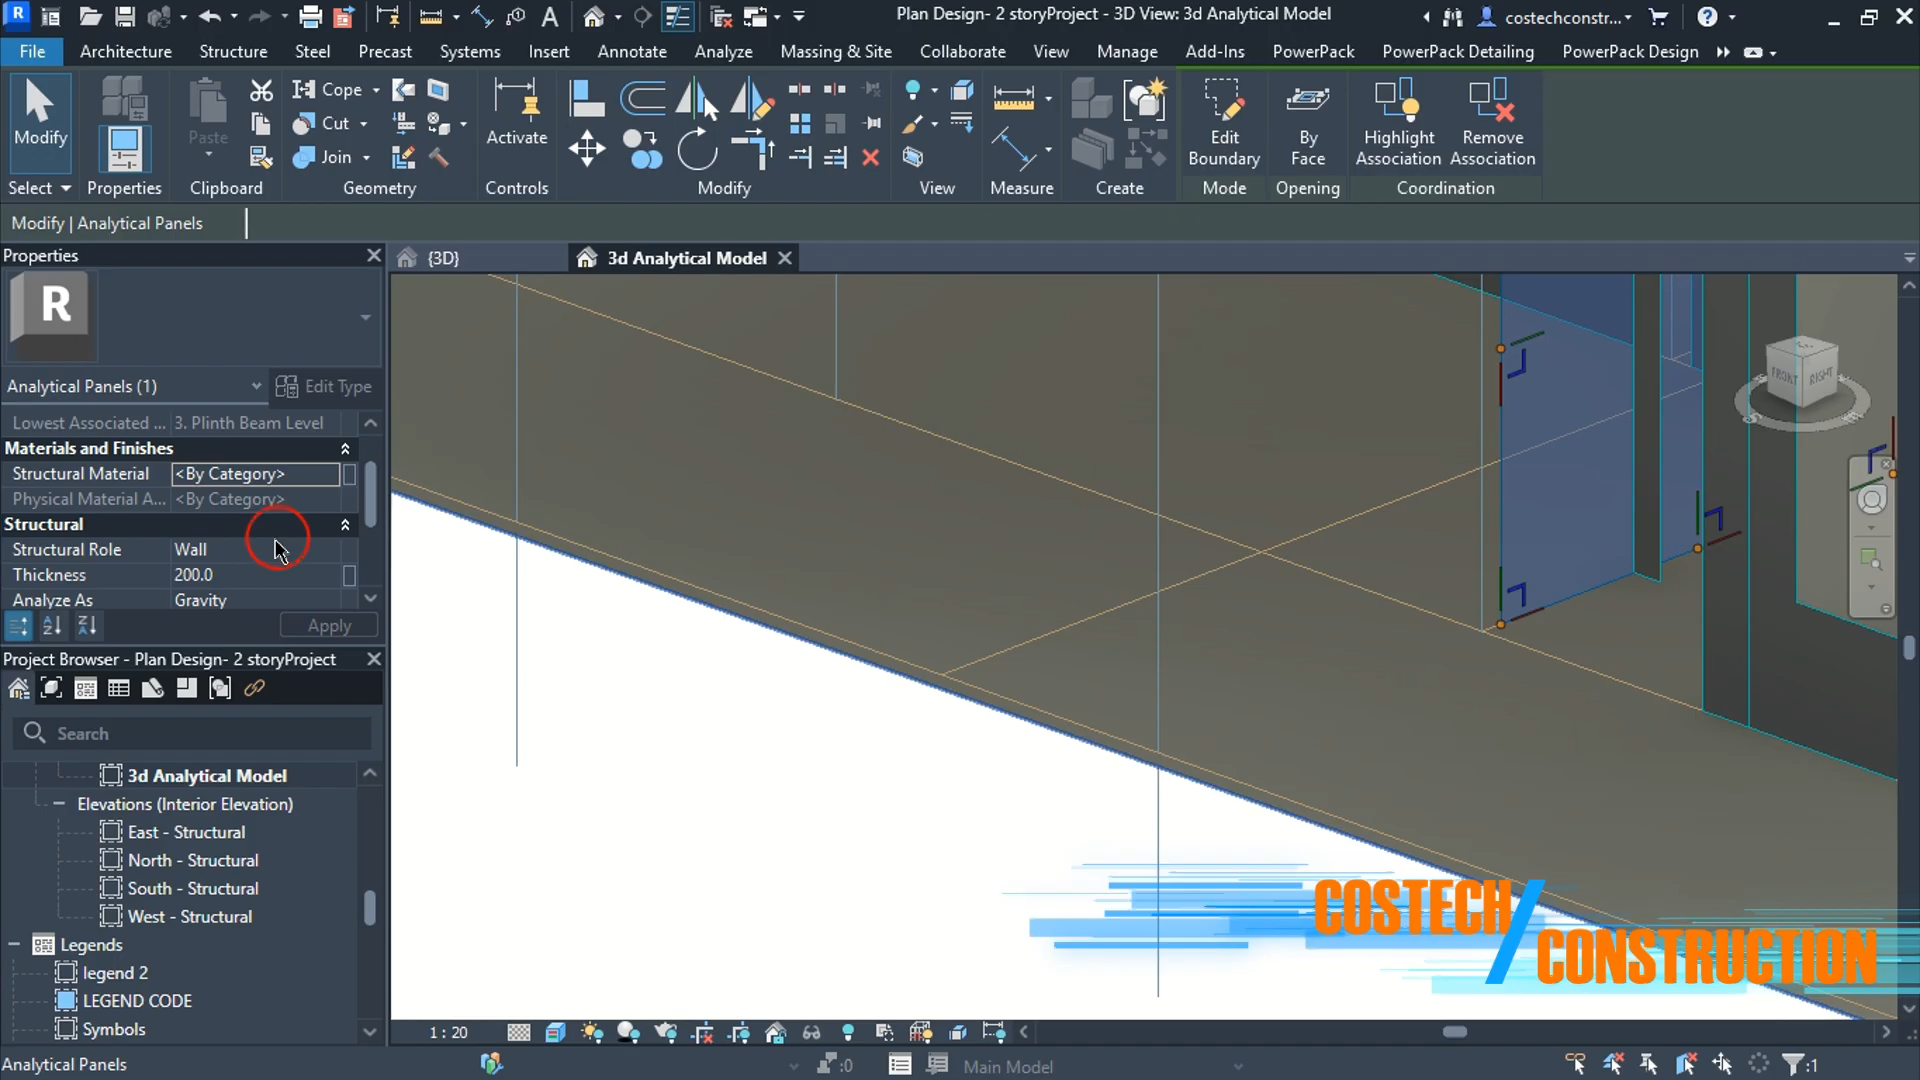 R
Plan Design- 2 storyProject - 3D View: 3d Analytical Model
costechconstr...
File
Architecture
Structure
Steel
Precast
Systems
Insert
Annotate
Analyze
Massing & Site
Collaborate
View
Manage
Add-Ins
PowerPack
PowerPack Detailing
PowerPack Design
Modify
Paste
Cope
Cut
Join
Activate
Edit
Boundary
By
Face
Highlight
Association
Remove
Association
Select
Properties
Clipboard
Geometry
Controls
Modify
View
Measure
Create
Mode
Opening
Coordination
Modify | Analytical Panels
Properties
{3D}
3d Analytical Model
R
Analytical Panels (1)
Edit Type
Lowest Associated ... 3. Plinth Beam Level
Materials and Finishes
Structural Material <By Category>
Physical Material A... <By Category>
Structural
Structural Role Wall
Thickness 200.0
Analyze As Gravity
Apply
FRONT
RIGHT
Project Browser - Plan Design- 2 storyProject
Search
3d Analytical Model
Elevations (Interior Elevation)
East - Structural
North - Structural
South - Structural
West - Structural
Legends
legend 2
LEGEND CODE
Symbols
COSTECH/
CONSTRUCTION
1 : 20
Analytical Panels
:0
Main Model
:1